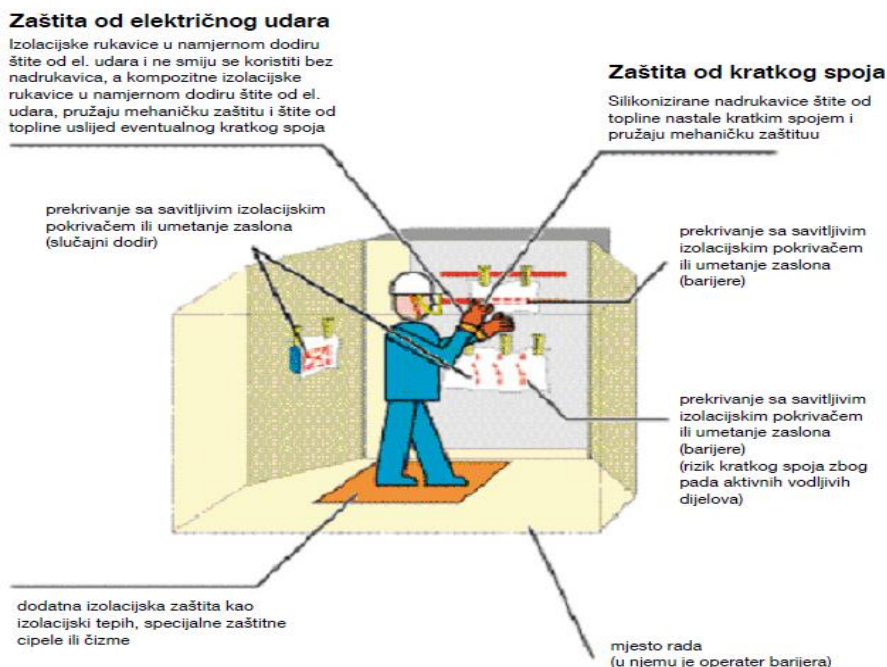 Zaštita od električnog udara
Izolacijske rukavice u namjernom dodiru
štite od el. udara i ne smiju se koristiti bez
nadrukavica, a kompozitne izolacijske
rukavice u namjernom dodiru štite od el.
udara, pružaju mehaničku zaštitu i štite od
topline uslijed eventualnog kratkog spoja
Zaštita od kratkog spoja
Silikonizirane nadrukavice štite od
topline nastale kratkim spojem i
pružaju mehaničku zaštituu
prekrivanje sa savitljivim izolacijskim
pokrivačem ili umetanje zaslona
(slučajni dodir)
prekrivanje sa savitljivim
izolacijskim pokrivačem
ili umetanje zaslona
(barijere)
prekrivanje sa savitljivim
izolacijskim pokrivačem
ili umetanje zaslona
(barijere)
(rizik kratkog spoja zbog
pada aktivnih vodljivih
dijelova)
dodatna izolacijska zaštita kao
izolacijski tepih, specijalne zaštitne
cipele ili čizme
mjesto rada
(u njemu je operater barijera)